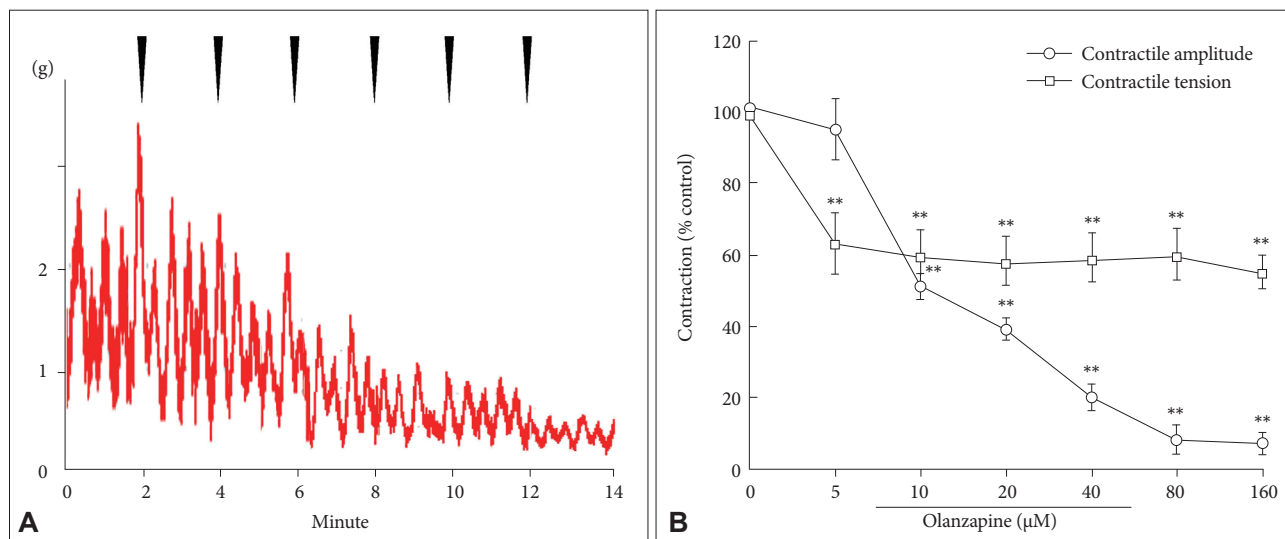 (g)
2
1
0
0 2 4 6 8 10 12 14
Minute
A
120
100
80
60
40
20
0
Contraction (% control)
Contractile amplitude
Contractile tension
**
** ** ** ** ** **
**
**
**
** **
0 5 10 20 40 80 160
Olanzapine (µM)
B